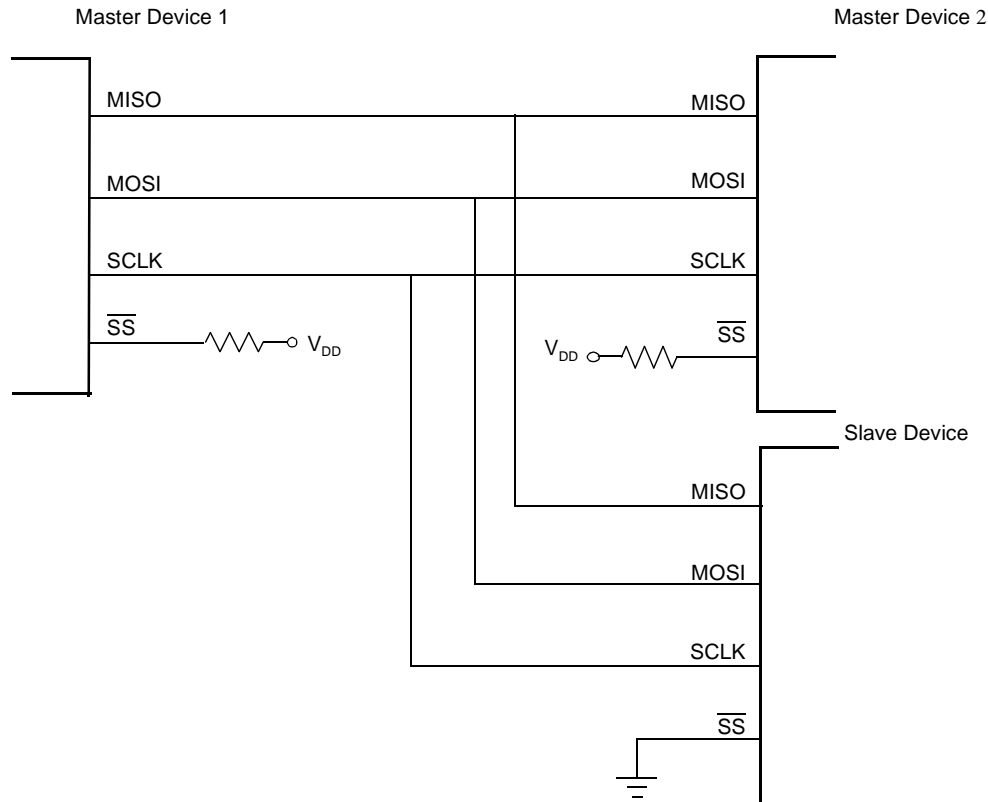 Master Device 1
Master Device 2
MISO
MISO
MOSI
MOSI
SCLK
SCLK
SS
VDD
VDD
SS
Slave Device
MISO
MOSI
SCLK
SS